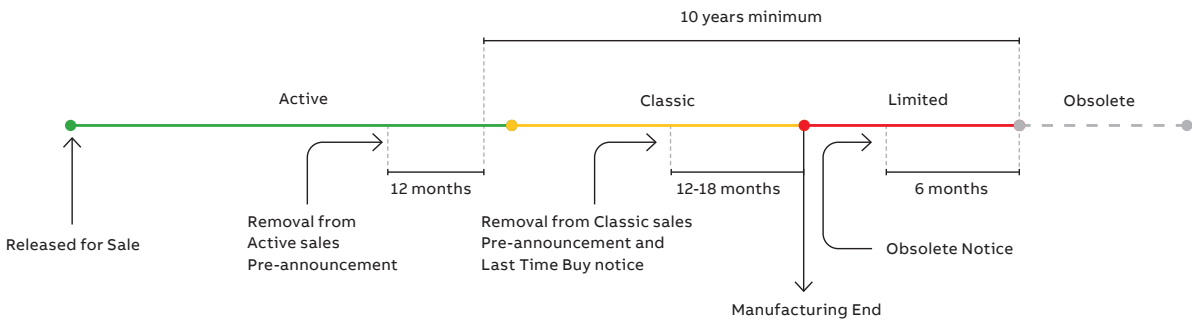 10 years minimum
Active
Classic
Limited
Obsolete
12 months
12-18 months
6 months
Released for Sale
Removal from
Active sales
Pre-announcement
Removal from Classic sales
Pre-announcement and
Last Time Buy notice
Obsolete Notice
Manufacturing End